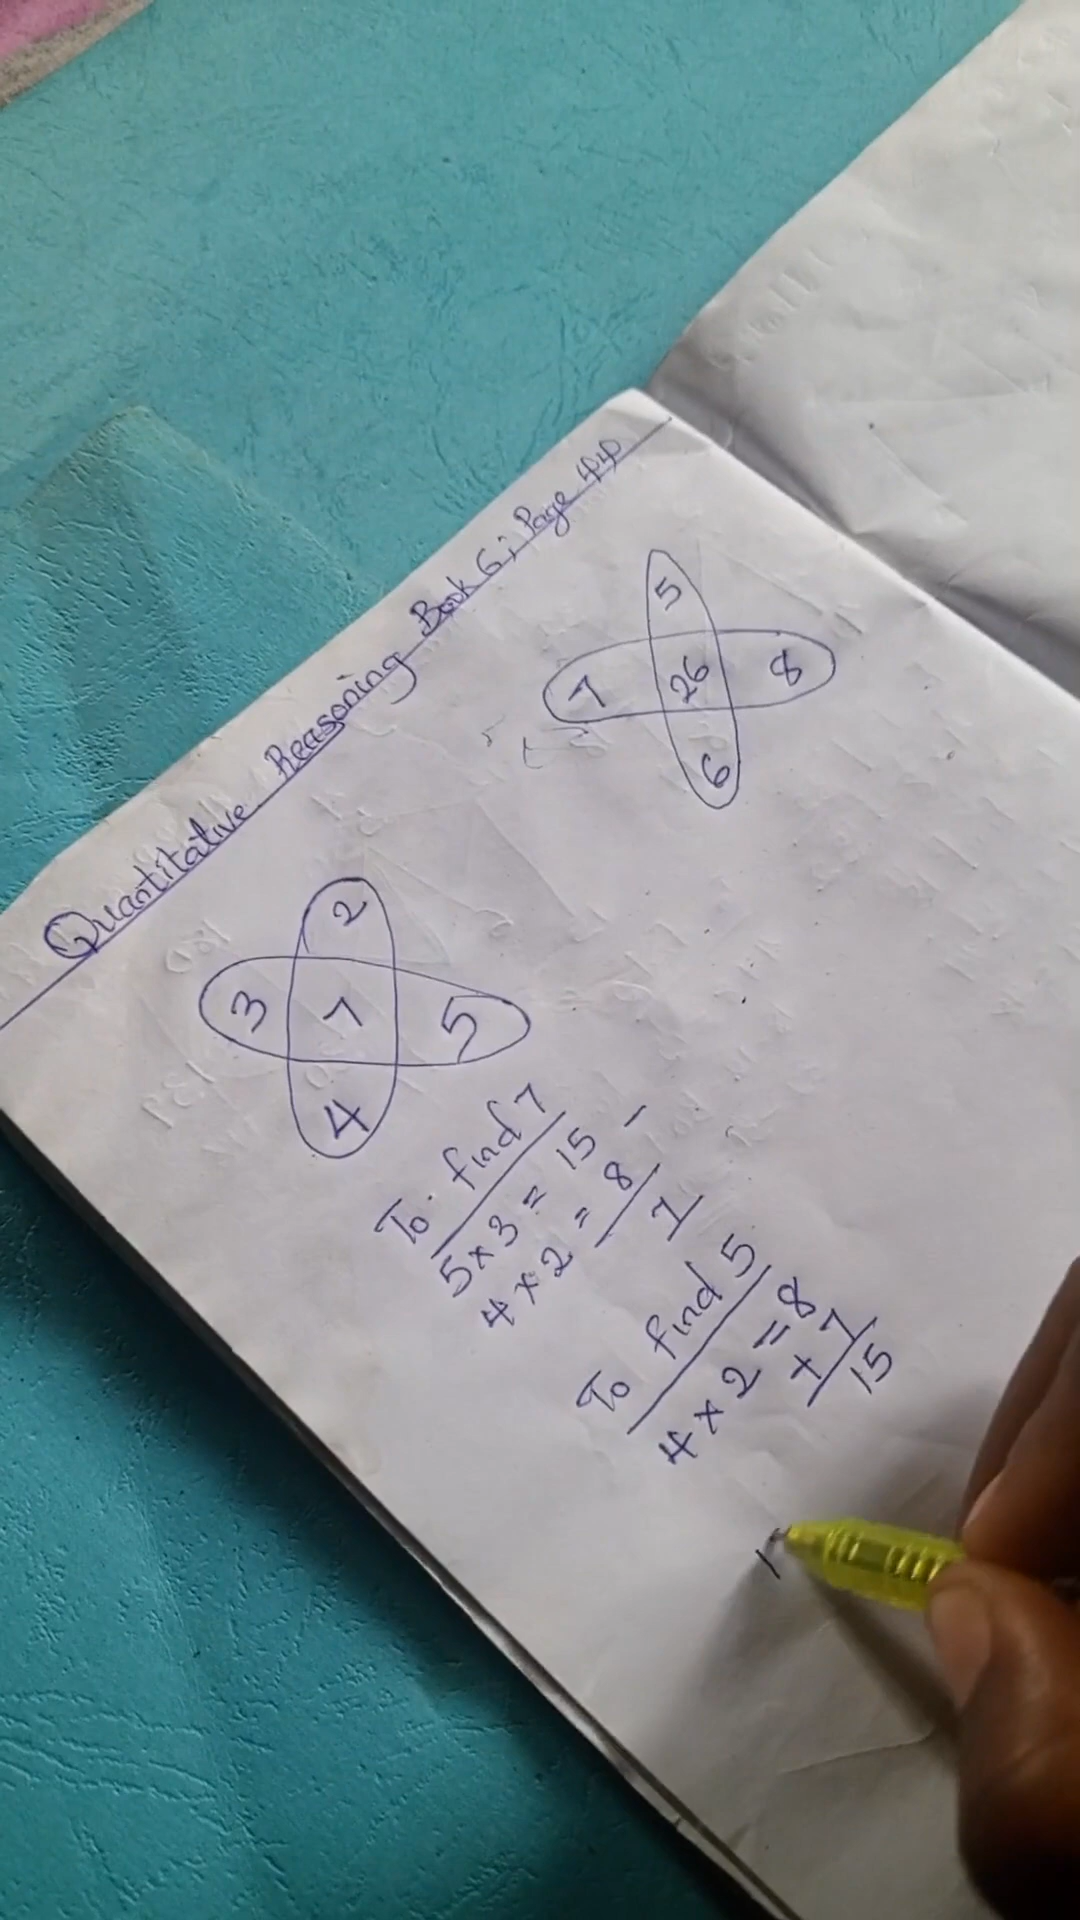 Quantitative Reasoning Book 6; Page 44
2
3 7 5
4
5
7 26 8
6
To find 7
5 × 3 = 15 -
4 × 2 = 8
7
To find 5
4 × 2 = 8
+ 7
15
1